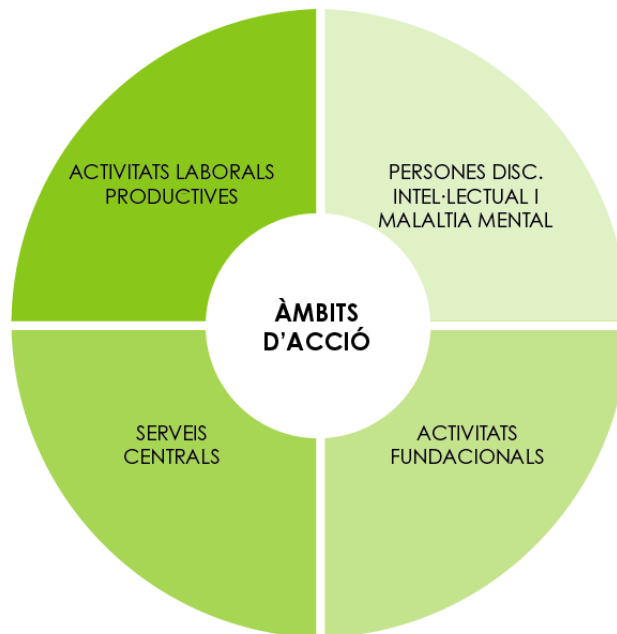 ACTIVITATS LABORALS
PRODUCTIVES
PERSONES DISC.
INTEL·LECTUAL I
MALALTIA MENTAL
ÀMBITS
D’ACCIÓ
SERVEIS
CENTRALS
ACTIVITATS
FUNDACIONALS